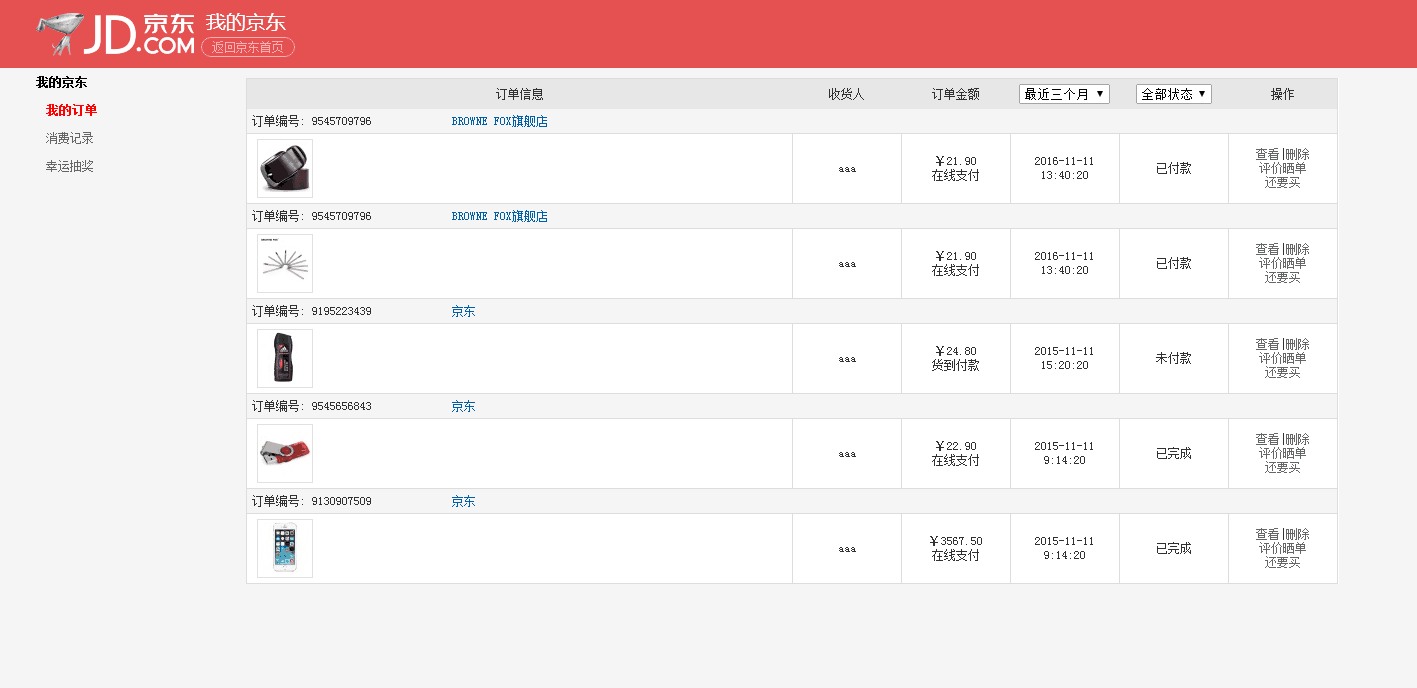 JD.COM 京东 我的京东
返回京东首页
我的京东
我的订单
消费记录
幸运抽奖
订单信息 收货人 订单金额 最近三个月 ▼ 全部状态 ▼ 操作
订单编号: 9545709796 BROWNE FOX旗舰店
aaa
￥21.90
在线支付
2016-11-11
13:40:20
已付款
查看|删除
评价晒单
还要买
订单编号: 9545709796 BROWNE FOX旗舰店
aaa
￥21.90
在线支付
2016-11-11
13:40:20
已付款
查看|删除
评价晒单
还要买
订单编号: 9195223439 京东
aaa
￥24.80
货到付款
2015-11-11
15:20:20
未付款
查看|删除
评价晒单
还要买
订单编号: 9545656843 京东
aaa
￥22.90
在线支付
2015-11-11
9:14:20
已完成
查看|删除
评价晒单
还要买
订单编号: 9130907509 京东
aaa
￥3567.50
在线支付
2015-11-11
9:14:20
已完成
查看|删除
评价晒单
还要买